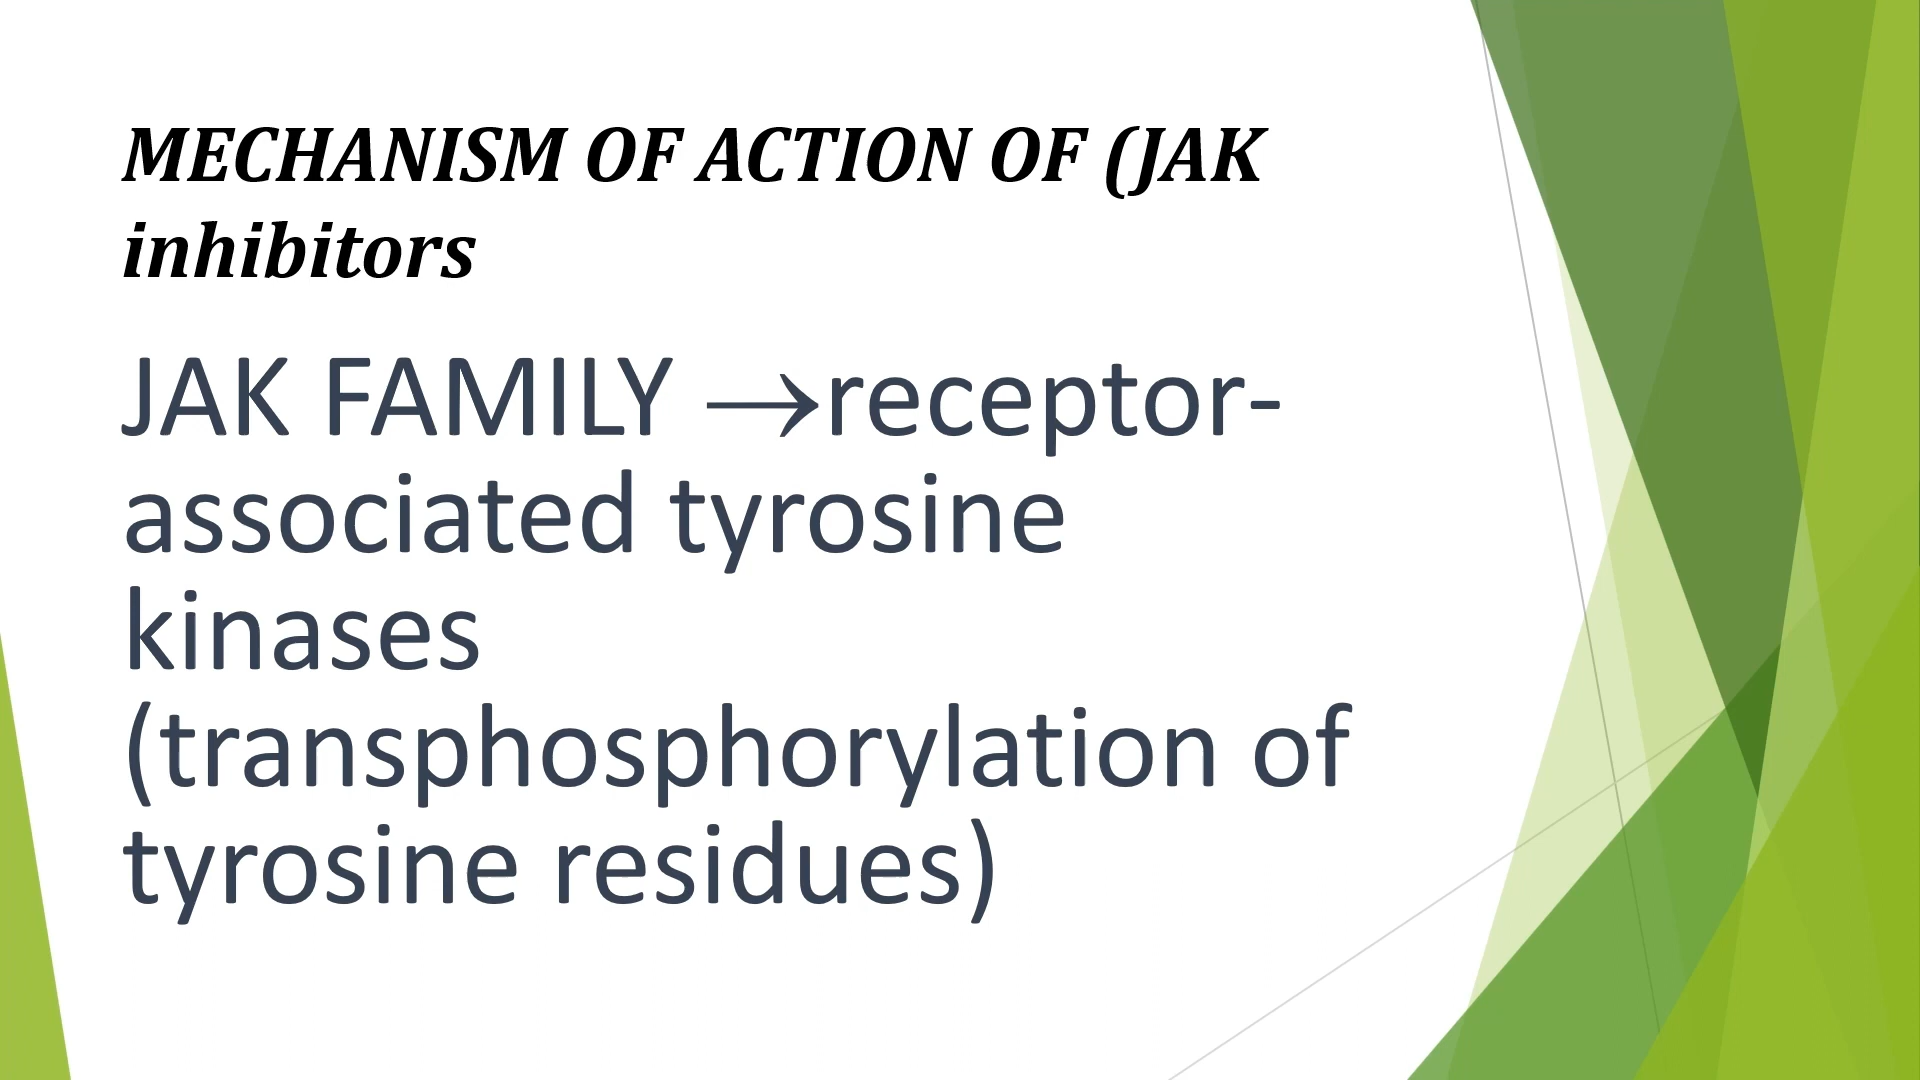 MECHANISM OF ACTION OF (JAK
inhibitors
JAK FAMILY →receptor-
associated tyrosine
kinases
(transphosphorylation of
tyrosine residues)